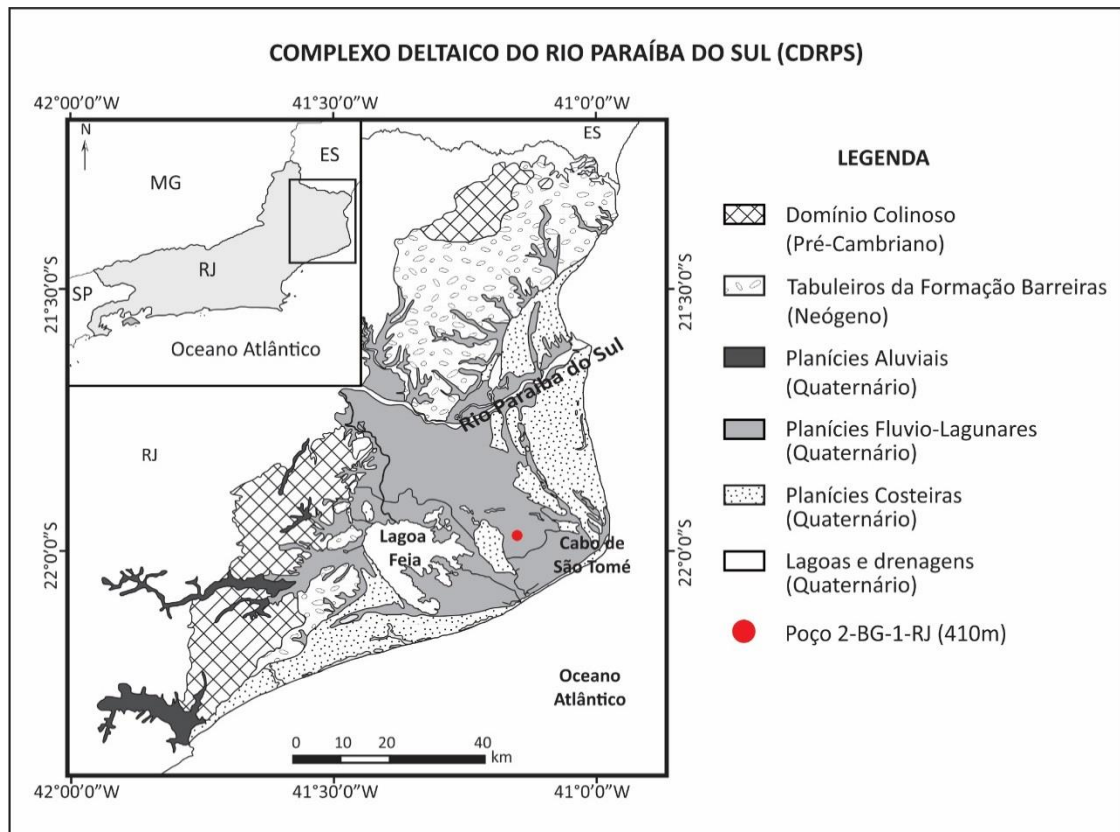 COMPLEXO DELTAICO DO RIO PARAÍBA DO SUL (CDRPS)
42°00'0"W
41°30'0"W
41°0'0"W
N
MG
ES
RJ
SP
Oceano Atlântico
ES
21°30'0"S
21°30'0"S
Rio Paraíba do Sul
RJ
Lagoa
Feia
Cabo de
São Tomé
22°0'0"S
22°0'0"S
Oceano
Atlântico
0 10 20 40
km
42°00'0"W
41°30'0"W
41°0'0"W
LEGENDA
Domínio Colinoso
(Pré-Cambriano)
Tabuleiros da Formação Barreiras
(Neógeno)
Planícies Aluviais
(Quaternário)
Planícies Fluvio-Lagunares
(Quaternário)
Planícies Costeiras
(Quaternário)
Lagoas e drenagens
(Quaternário)
Poço 2-BG-1-RJ (410m)